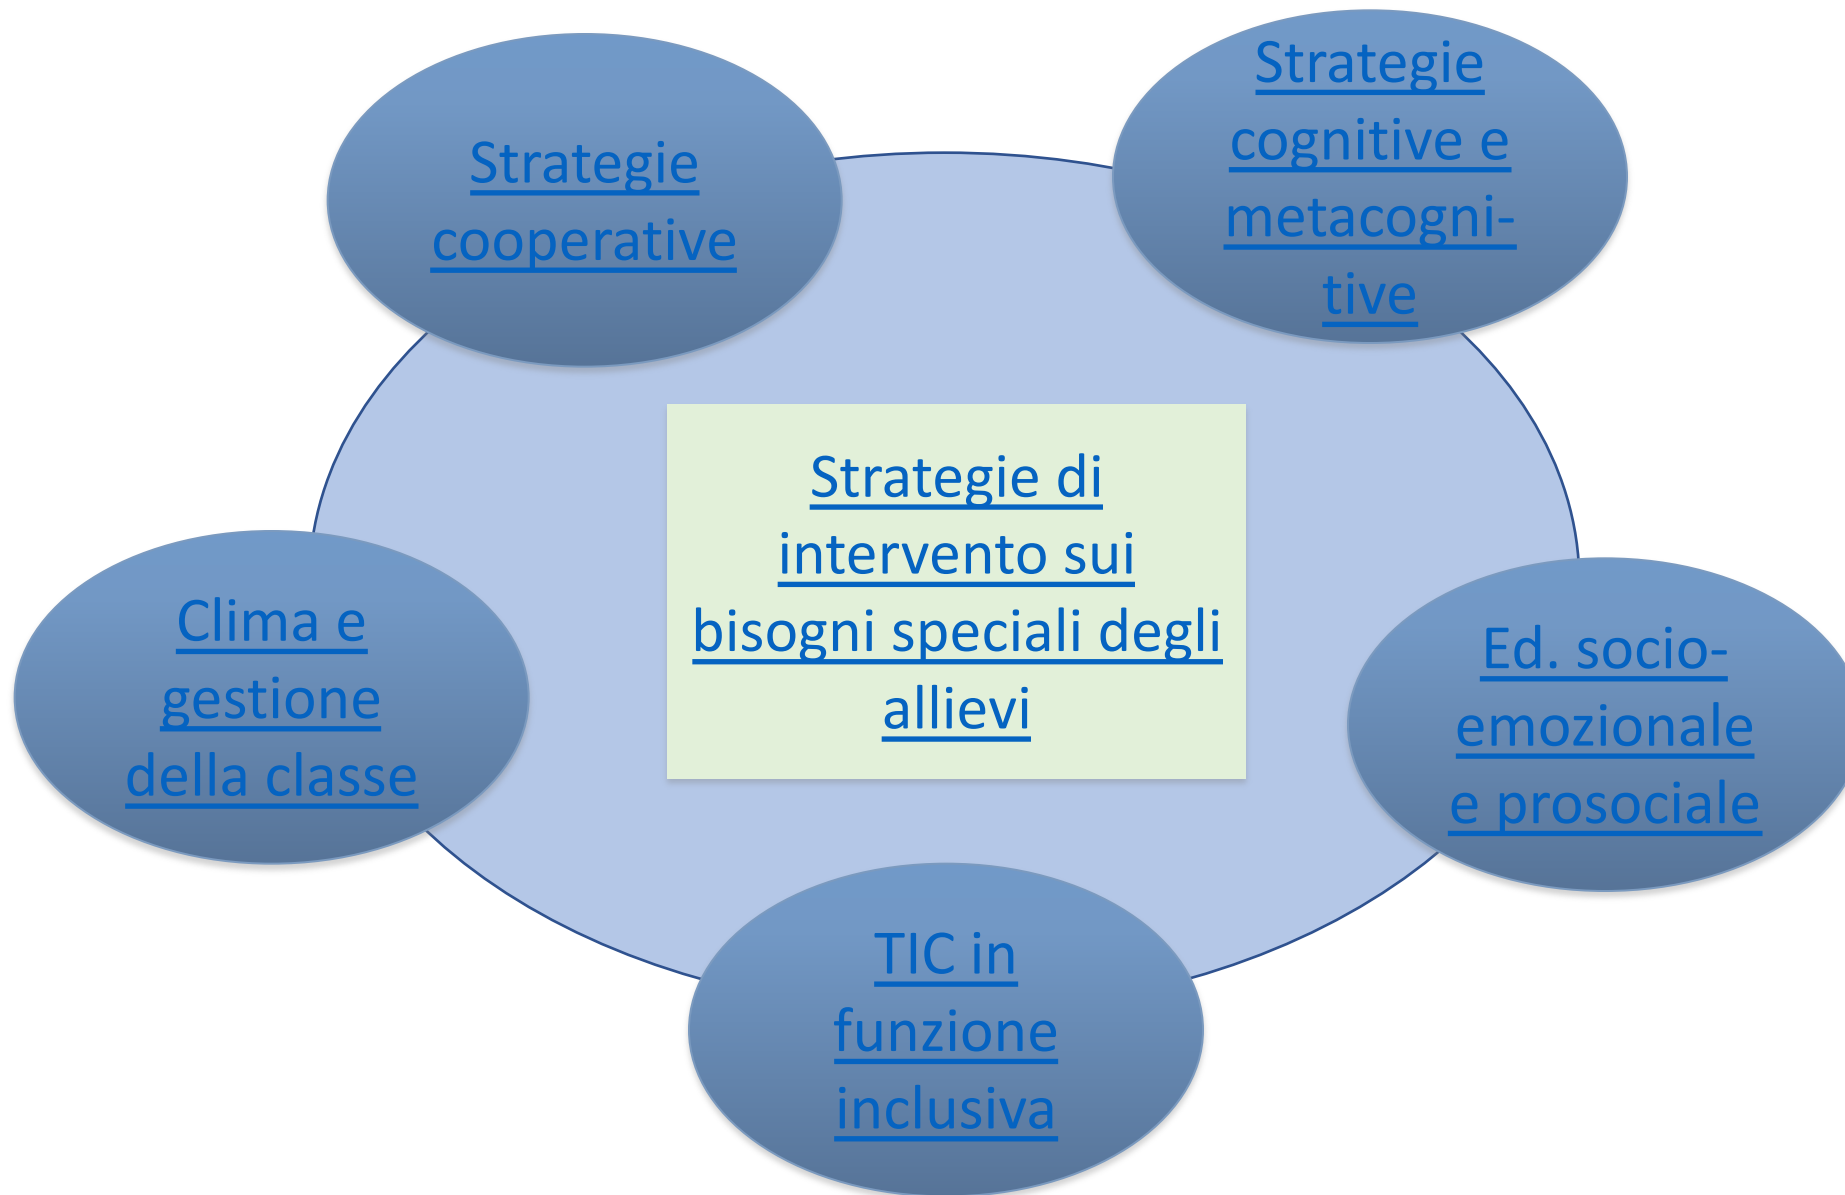 Strategie
cooperative
Strategie
cognitive e
metacogni-
tive
Strategie di
intervento sui
bisogni speciali degli
allievi
Clima e
gestione
della classe
Ed. socio-
emozionale
e prosociale
TIC in
funzione
inclusiva